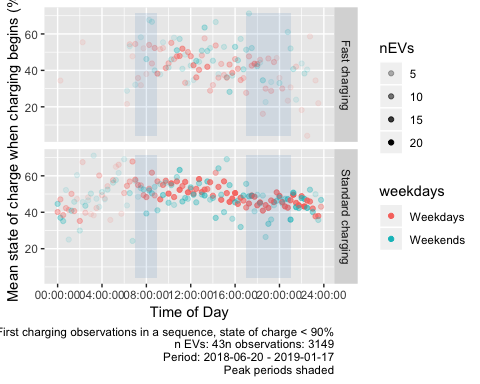 Mean state of charge when charging begins (%
60
40
20
Fast charging
60
40
20
Standard charging
00:00:00 04:00:00 08:00:00 12:00:00 16:00:00 20:00:00 24:00:00
Time of Day
nEVs
5
10
15
20
weekdays
Weekdays
Weekends
First charging observations in a sequence, state of charge < 90%
n EVs: 43n observations: 3149
Period: 2018-06-20 - 2019-01-17
Peak periods shaded